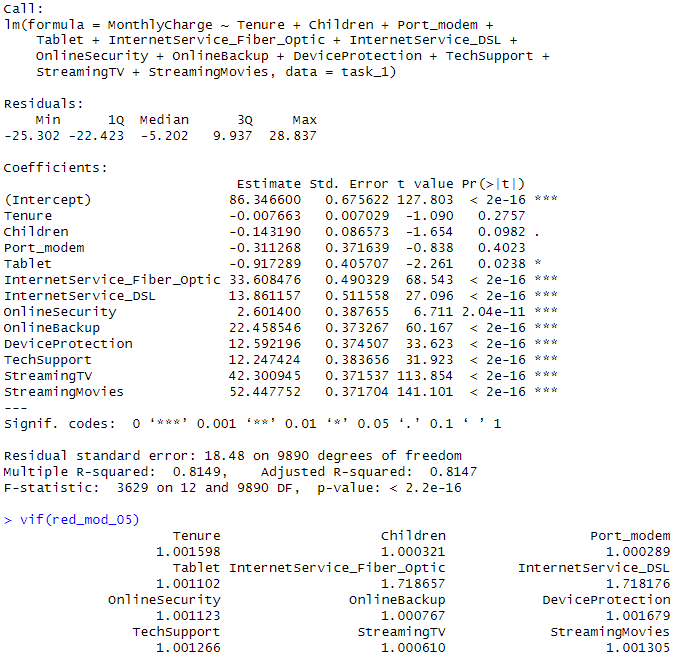 Call:
lm(formula = MonthlyCharge ~ Tenure + Children + Port_modem +
    Tablet + InternetService_Fiber_Optic + InternetService_DSL +
    OnlineSecurity + OnlineBackup + DeviceProtection + TechSupport +
    StreamingTV + StreamingMovies, data = task_1)
Residuals:
    Min      1Q  Median      3Q     Max
-25.302 -22.423  -5.202   9.937  28.837
Coefficients:
                             Estimate Std. Error t value Pr(>|t|)
(Intercept)                 86.346600   0.675622 127.803  < 2e-16 ***
Tenure                      -0.007663   0.007029  -1.090   0.2757
Children                    -0.143190   0.086573  -1.654   0.0982 .
Port_modem                  -0.311268   0.371639  -0.838   0.4023
Tablet                      -0.917289   0.405707  -2.261   0.0238 *
InternetService_Fiber_Optic 33.608476   0.490329  68.543  < 2e-16 ***
InternetService_DSL         13.861157   0.511558  27.096  < 2e-16 ***
OnlineSecurity               2.601400   0.387655   6.711 2.04e-11 ***
OnlineBackup                22.458546   0.373267  60.167  < 2e-16 ***
DeviceProtection            12.592196   0.374507  33.623  < 2e-16 ***
TechSupport                 12.247424   0.383656  31.923  < 2e-16 ***
StreamingTV                 42.300945   0.371537 113.854  < 2e-16 ***
StreamingMovies             52.447752   0.371704 141.101  < 2e-16 ***
---
Signif. codes:  0 ‘***’ 0.001 ‘**’ 0.01 ‘*’ 0.05 ‘.’ 0.1 ‘ ’ 1
Residual standard error: 18.48 on 9890 degrees of freedom
Multiple R-squared:  0.8149,    Adjusted R-squared:  0.8147
F-statistic:  3629 on 12 and 9890 DF,  p-value: < 2.2e-16
> vif(red_mod_05)
                     Tenure                    Children                  Port_modem
                   1.001598                    1.000321                    1.000289
                     Tablet InternetService_Fiber_Optic         InternetService_DSL
                   1.001102                    1.718657                    1.718176
             OnlineSecurity                OnlineBackup            DeviceProtection
                   1.001123                    1.000767                    1.001679
                TechSupport                 StreamingTV             StreamingMovies
                   1.001266                    1.000610                    1.001305